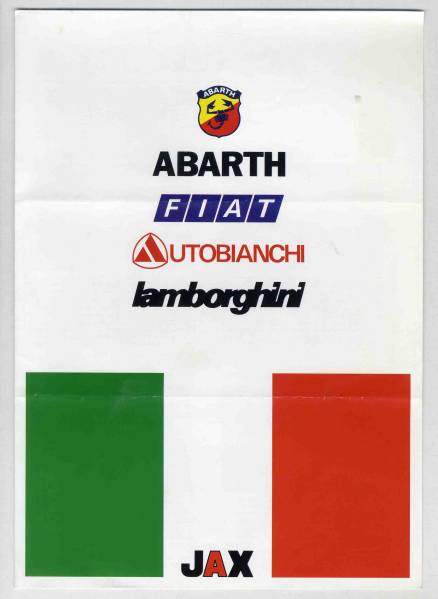 ABARTH
ABARTH
FIAT
AUTOBIANCHI
lamborghini
JAX